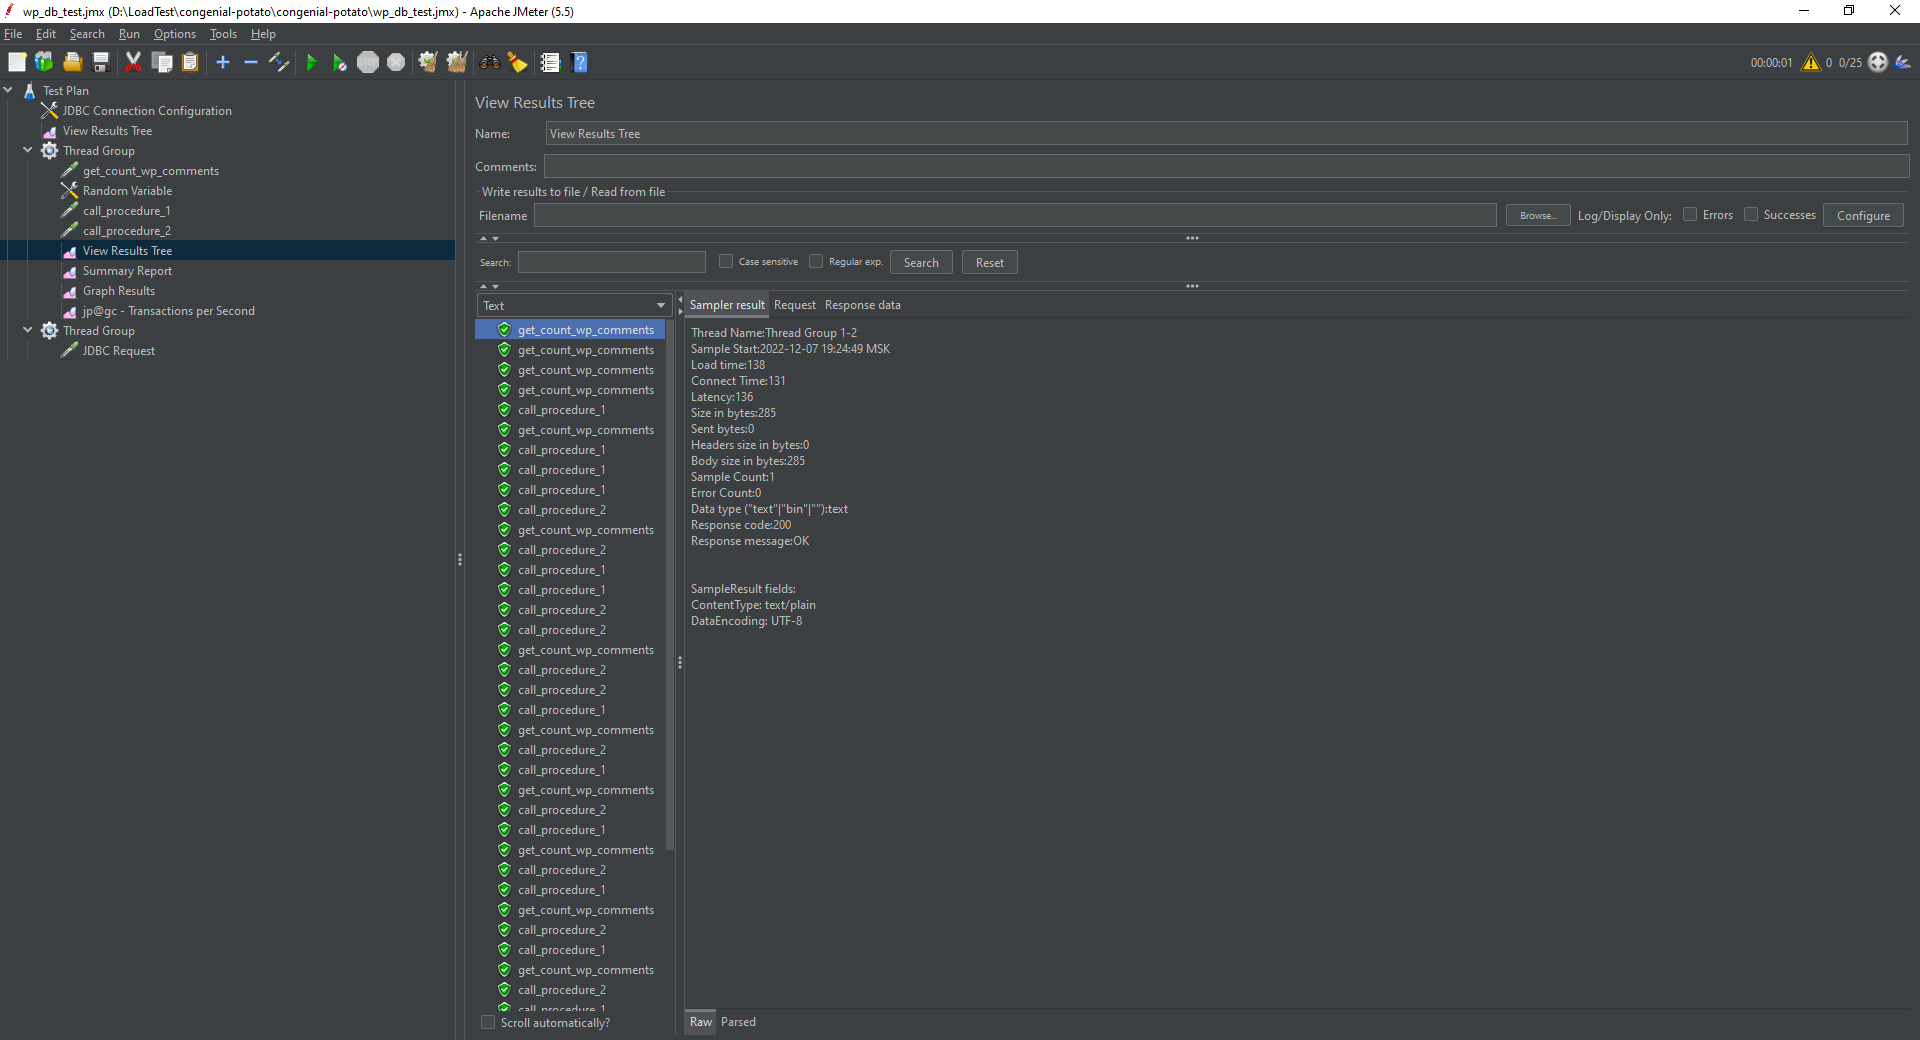 wp_db_test.jmx (D:\LoadTest\congenial-potato\congenial-potato\wp_db_test.jmx) - Apache JMeter (5.5)
File Edit Search Run Options Tools Help
STOP
00:00:01 0 0/25
Test Plan
JDBC Connection Configuration
View Results Tree
Thread Group
get_count_wp_comments
Random Variable
call_procedure_1
call_procedure_2
View Results Tree
Summary Report
Graph Results
jp@gc - Transactions per Second
Thread Group
JDBC Request
View Results Tree
Name: View Results Tree
Comments:
Write results to file / Read from file
Filename Browse... Log/Display Only: Errors Successes Configure
Search: Case sensitive Regular exp. Search Reset
Text
get_count_wp_comments
get_count_wp_comments
get_count_wp_comments
get_count_wp_comments
call_procedure_1
get_count_wp_comments
call_procedure_1
call_procedure_1
call_procedure_1
call_procedure_2
get_count_wp_comments
call_procedure_2
call_procedure_1
call_procedure_1
call_procedure_2
call_procedure_2
get_count_wp_comments
call_procedure_2
call_procedure_2
call_procedure_1
get_count_wp_comments
call_procedure_2
call_procedure_1
get_count_wp_comments
call_procedure_2
call_procedure_1
get_count_wp_comments
call_procedure_2
call_procedure_1
get_count_wp_comments
call_procedure_2
call_procedure_1
get_count_wp_comments
call_procedure_2
call_procedure_1
Scroll automatically?
Sampler result Request Response data
Thread Name:Thread Group 1-2
Sample Start:2022-12-07 19:24:49 MSK
Load time:138
Connect Time:131
Latency:136
Size in bytes:285
Sent bytes:0
Headers size in bytes:0
Body size in bytes:285
Sample Count:1
Error Count:0
Data type ("text"|"bin"|""):text
Response code:200
Response message:OK
SampleResult fields:
ContentType: text/plain
DataEncoding: UTF-8
Raw Parsed